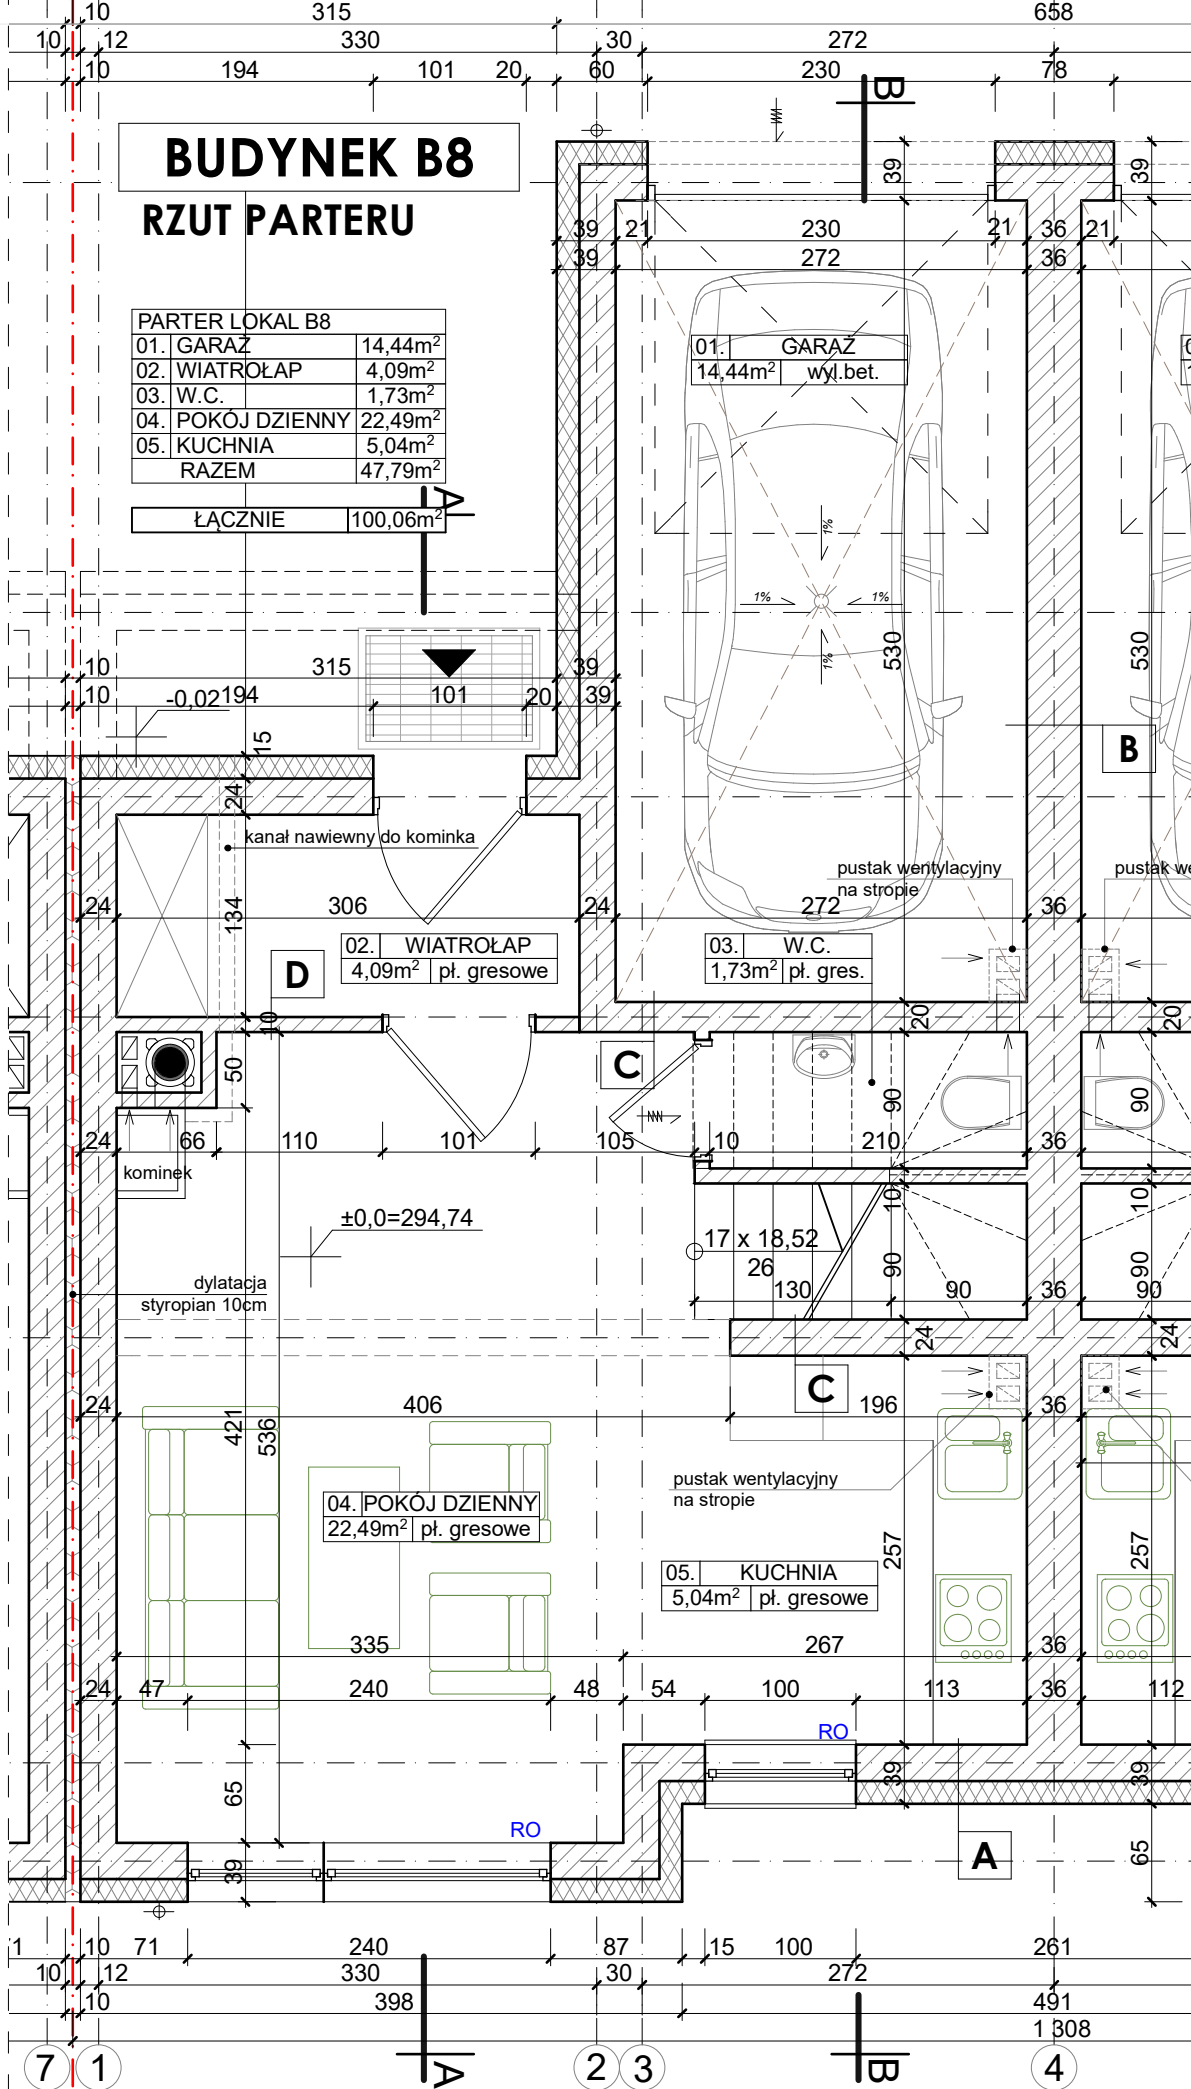 10 315 658
10 12 330 30 272
10 194 101 20 60 230 78
B
BUDYNEK B8
RZUT PARTERU
39 39
39 21 230 21 36 21
39 272 36
PARTER LOKAL B8
01. GARAŻ 14,44m²
02. WIATROŁAP 4,09m²
03. W.C. 1,73m²
04. POKÓJ DZIENNY 22,49m²
05. KUCHNIA 5,04m²
RAZEM 47,79m²
ŁĄCZNIE 100,06m²
A
01. GARAŻ
14,44m² wyl.bet.
1%
1% 1%
1%
530 530
10 315 39
10 194 101 20 39
-0,02
15
B
24
kanał nawiewny do kominka
pustak wentylacyjny
na stropie
pustak we
24 306 24 272 36
134
02. WIATROŁAP
4,09m² pł. gresowe
03. W.C.
1,73m² pł. gres.
D
10 20 20
50
C
90 90
24 66 110 101 105 10 210 36
kominek
10 10
±0,0=294,74
17 x 18,52
26
90 90
dylatacja
styropian 10cm
130 90 36 90
24 24
C
24 406 196 36
421
536
pustak wentylacyjny
na stropie
04. POKÓJ DZIENNY
22,49m² pł. gresowe
257 257
05. KUCHNIA
5,04m² pł. gresowe
335 267 36
24 47 240 48 54 100 113 36 112
RO
39 39
65
RO
A
65
39
1 10 71 240 87 15 100 261
10 12 330 30 272
10 398 491
1 308
7 1 A 2 3 B 4